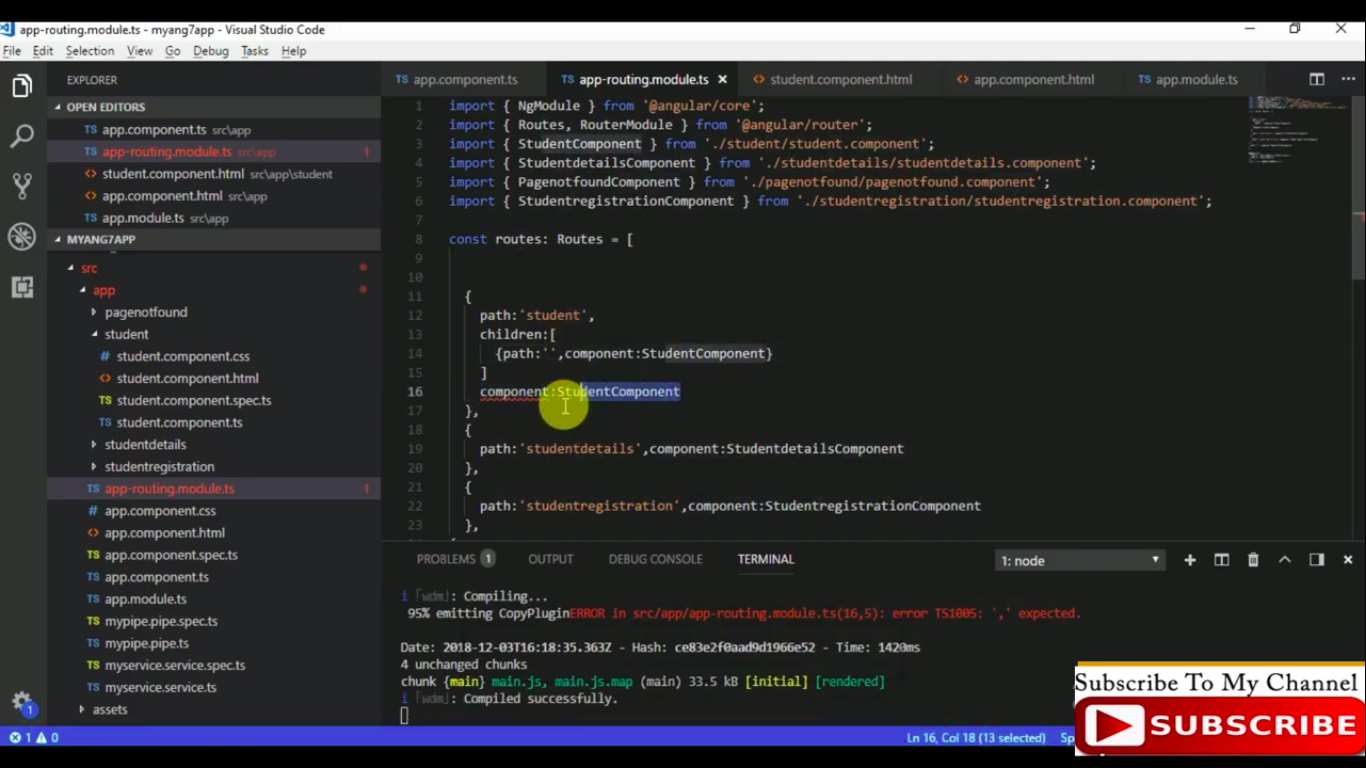 app-routing.module.ts - myang7app - Visual Studio Code
File Edit Selection View Go Debug Tasks Help
EXPLORER
OPEN EDITORS
TS app.component.ts src\app
TS app-routing.module.ts src\app 1
<> student.component.html src\app\student
<> app.component.html src\app
TS app.module.ts src\app
MYANG7APP
src
app
pagenotfound
student
# student.component.css
<> student.component.html
TS student.component.spec.ts
TS student.component.ts
studentdetails
studentregistration
TS app-routing.module.ts 1
# app.component.css
<> app.component.html
TS app.component.spec.ts
TS app.component.ts
TS app.module.ts
TS mypipe.pipe.spec.ts
TS mypipe.pipe.ts
TS myservice.service.spec.ts
TS myservice.service.ts
assets
TS app.component.ts TS app-routing.module.ts <> student.component.html <> app.component.html TS app.module.ts
1 import { NgModule } from '@angular/core';
2 import { Routes, RouterModule } from '@angular/router';
3 import { StudentComponent } from './student/student.component';
4 import { StudentdetailsComponent } from './studentdetails/studentdetails.component';
5 import { PagenotfoundComponent } from './pagenotfound/pagenotfound.component';
6 import { StudentregistrationComponent } from './studentregistration/studentregistration.component';
7
8 const routes: Routes = [
9
10
11 {
12 path:'student',
13 children:[
14 {path:'',component:StudentComponent}
15 ]
16 component:StudentComponent
17 },
18 {
19 path:'studentdetails',component:StudentdetailsComponent
20 },
21 {
22 path:'studentregistration',component:StudentregistrationComponent
23 },
PROBLEMS 1 OUTPUT DEBUG CONSOLE TERMINAL 1: node
i ｢wdm｣: Compiling...
95% emitting CopyPluginERROR in src/app/app-routing.module.ts(16,5): error TS1005: ',' expected.
Date: 2018-12-03T16:18:35.363Z - Hash: ce83e2f0aad9d1966e52 - Time: 1420ms
4 unchanged chunks
chunk {main} main.js, main.js.map (main) 33.5 kB [initial] [rendered]
i ｢wdm｣: Compiled successfully.
1
1 0 Ln 16, Col 18 (13 selected)
Subscribe To My Channel
SUBSCRIBE